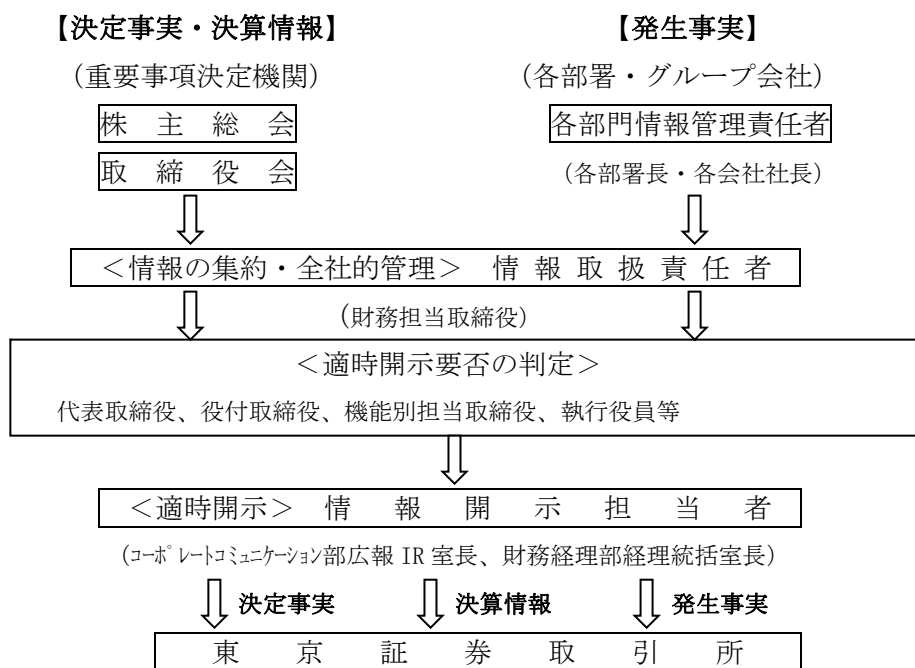 【決定事実・決算情報】 【発生事実】
(重要事項決定機関) (各部署・グループ会社)
株主総会 各部門情報管理責任者
取締役会 (各部署長・各会社社長)
<情報の集約・全社的管理> 情報取扱責任者
(財務担当取締役)
<適時開示要否の判定>
代表取締役、役付取締役、機能別担当取締役、執行役員等
<適時開示> 情報開示担当者
(コーポレートコミュニケーション部広報 IR 室長、財務経理部経理統括室長)
決定事実 決算情報 発生事実
東京証券取引所